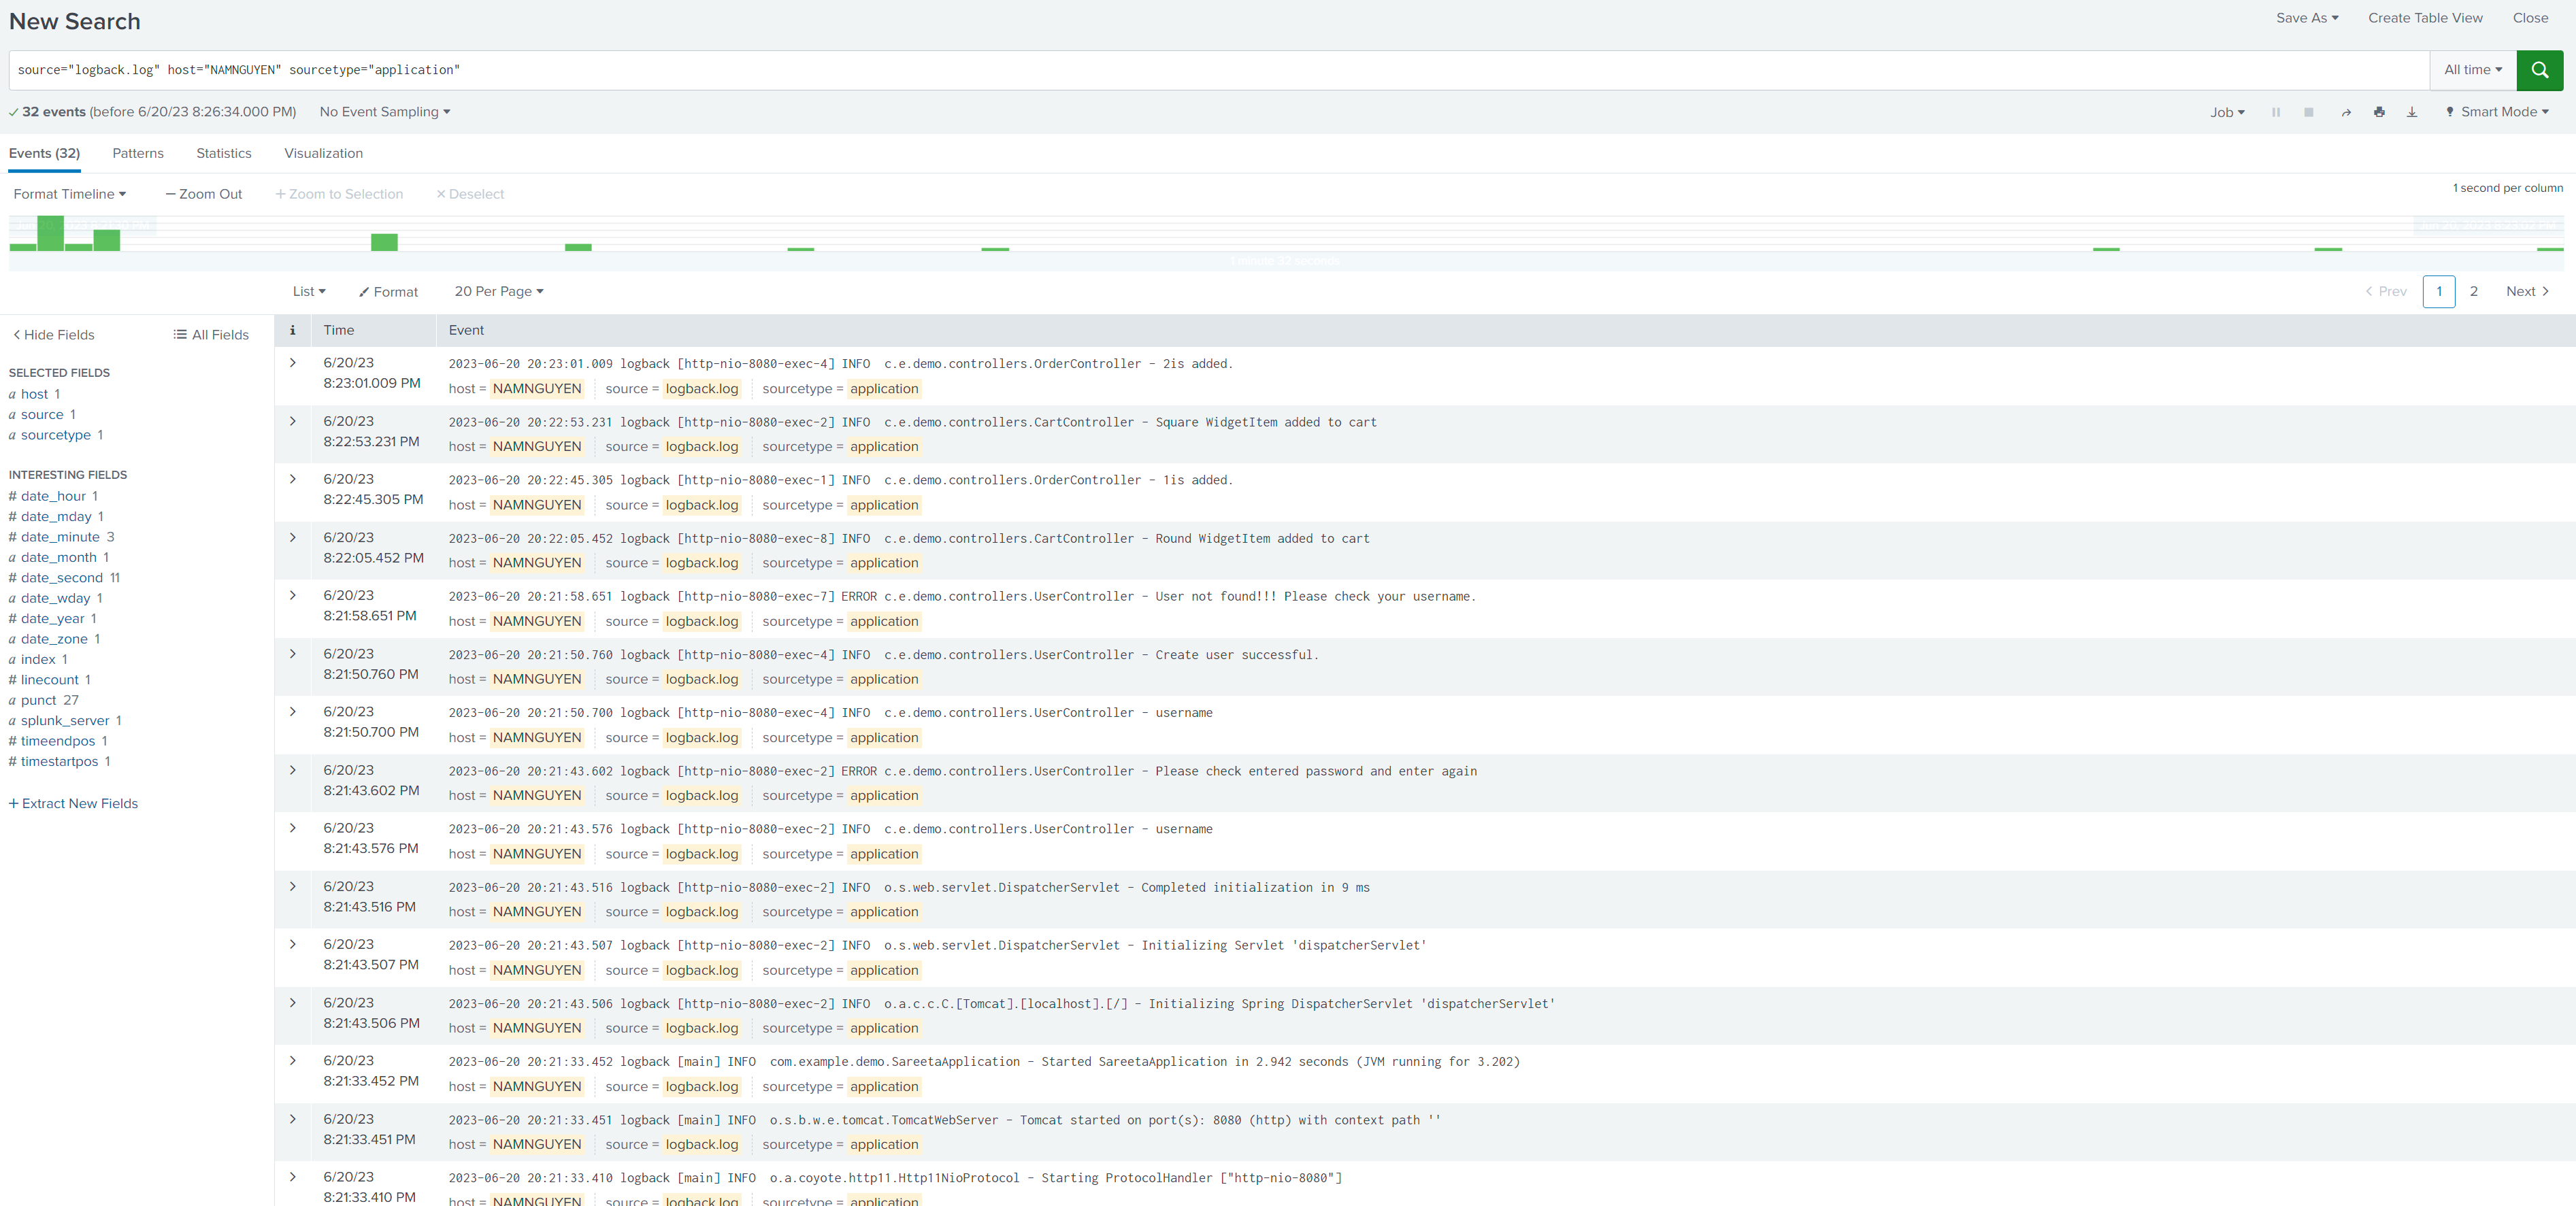 New Search
Save As Create Table View Close
source="logback.log" host="NAMNGUYEN" sourcetype="application"
All time
32 events (before 6/20/23 8:26:34.000 PM) No Event Sampling
Job Smart Mode
Events (32) Patterns Statistics Visualization
Format Timeline — Zoom Out + Zoom to Selection × Deselect
1 second per column
1 minute 32 seconds
List Format 20 Per Page
< Prev 1 2 Next >
< Hide Fields All Fields
SELECTED FIELDS
a host 1
a source 1
a sourcetype 1
INTERESTING FIELDS
# date_hour 1
# date_mday 1
# date_minute 3
a date_month 1
# date_second 11
a date_wday 1
# date_year 1
a date_zone 1
a index 1
# linecount 1
a punct 27
a splunk_server 1
# timeendpos 1
# timestartpos 1
+ Extract New Fields
i Time Event
6/20/23
8:23:01.009 PM
2023-06-20 20:23:01.009 logback [http-nio-8080-exec-4] INFO  c.e.demo.controllers.OrderController - 2is added.
host = NAMNGUYEN source = logback.log sourcetype = application
6/20/23
8:22:53.231 PM
2023-06-20 20:22:53.231 logback [http-nio-8080-exec-2] INFO  c.e.demo.controllers.CartController - Square WidgetItem added to cart
host = NAMNGUYEN source = logback.log sourcetype = application
6/20/23
8:22:45.305 PM
2023-06-20 20:22:45.305 logback [http-nio-8080-exec-1] INFO  c.e.demo.controllers.OrderController - 1is added.
host = NAMNGUYEN source = logback.log sourcetype = application
6/20/23
8:22:05.452 PM
2023-06-20 20:22:05.452 logback [http-nio-8080-exec-8] INFO  c.e.demo.controllers.CartController - Round WidgetItem added to cart
host = NAMNGUYEN source = logback.log sourcetype = application
6/20/23
8:21:58.651 PM
2023-06-20 20:21:58.651 logback [http-nio-8080-exec-7] ERROR c.e.demo.controllers.UserController - User not found!!! Please check your username.
host = NAMNGUYEN source = logback.log sourcetype = application
6/20/23
8:21:50.760 PM
2023-06-20 20:21:50.760 logback [http-nio-8080-exec-4] INFO  c.e.demo.controllers.UserController - Create user successful.
host = NAMNGUYEN source = logback.log sourcetype = application
6/20/23
8:21:50.700 PM
2023-06-20 20:21:50.700 logback [http-nio-8080-exec-4] INFO  c.e.demo.controllers.UserController - username
host = NAMNGUYEN source = logback.log sourcetype = application
6/20/23
8:21:43.602 PM
2023-06-20 20:21:43.602 logback [http-nio-8080-exec-2] ERROR c.e.demo.controllers.UserController - Please check entered password and enter again
host = NAMNGUYEN source = logback.log sourcetype = application
6/20/23
8:21:43.576 PM
2023-06-20 20:21:43.576 logback [http-nio-8080-exec-2] INFO  c.e.demo.controllers.UserController - username
host = NAMNGUYEN source = logback.log sourcetype = application
6/20/23
8:21:43.516 PM
2023-06-20 20:21:43.516 logback [http-nio-8080-exec-2] INFO  o.s.web.servlet.DispatcherServlet - Completed initialization in 9 ms
host = NAMNGUYEN source = logback.log sourcetype = application
6/20/23
8:21:43.507 PM
2023-06-20 20:21:43.507 logback [http-nio-8080-exec-2] INFO  o.s.web.servlet.DispatcherServlet - Initializing Servlet 'dispatcherServlet'
host = NAMNGUYEN source = logback.log sourcetype = application
6/20/23
8:21:43.506 PM
2023-06-20 20:21:43.506 logback [http-nio-8080-exec-2] INFO  o.a.c.c.C.[Tomcat].[localhost].[/] - Initializing Spring DispatcherServlet 'dispatcherServlet'
host = NAMNGUYEN source = logback.log sourcetype = application
6/20/23
8:21:33.452 PM
2023-06-20 20:21:33.452 logback [main] INFO  com.example.demo.SareetaApplication - Started SareetaApplication in 2.942 seconds (JVM running for 3.202)
host = NAMNGUYEN source = logback.log sourcetype = application
6/20/23
8:21:33.451 PM
2023-06-20 20:21:33.451 logback [main] INFO  o.s.b.w.e.tomcat.TomcatWebServer - Tomcat started on port(s): 8080 (http) with context path ''
host = NAMNGUYEN source = logback.log sourcetype = application
6/20/23
8:21:33.410 PM
2023-06-20 20:21:33.410 logback [main] INFO  o.a.coyote.http11.Http11NioProtocol - Starting ProtocolHandler ["http-nio-8080"]
host = NAMNGUYEN source = logback.log sourcetype = application